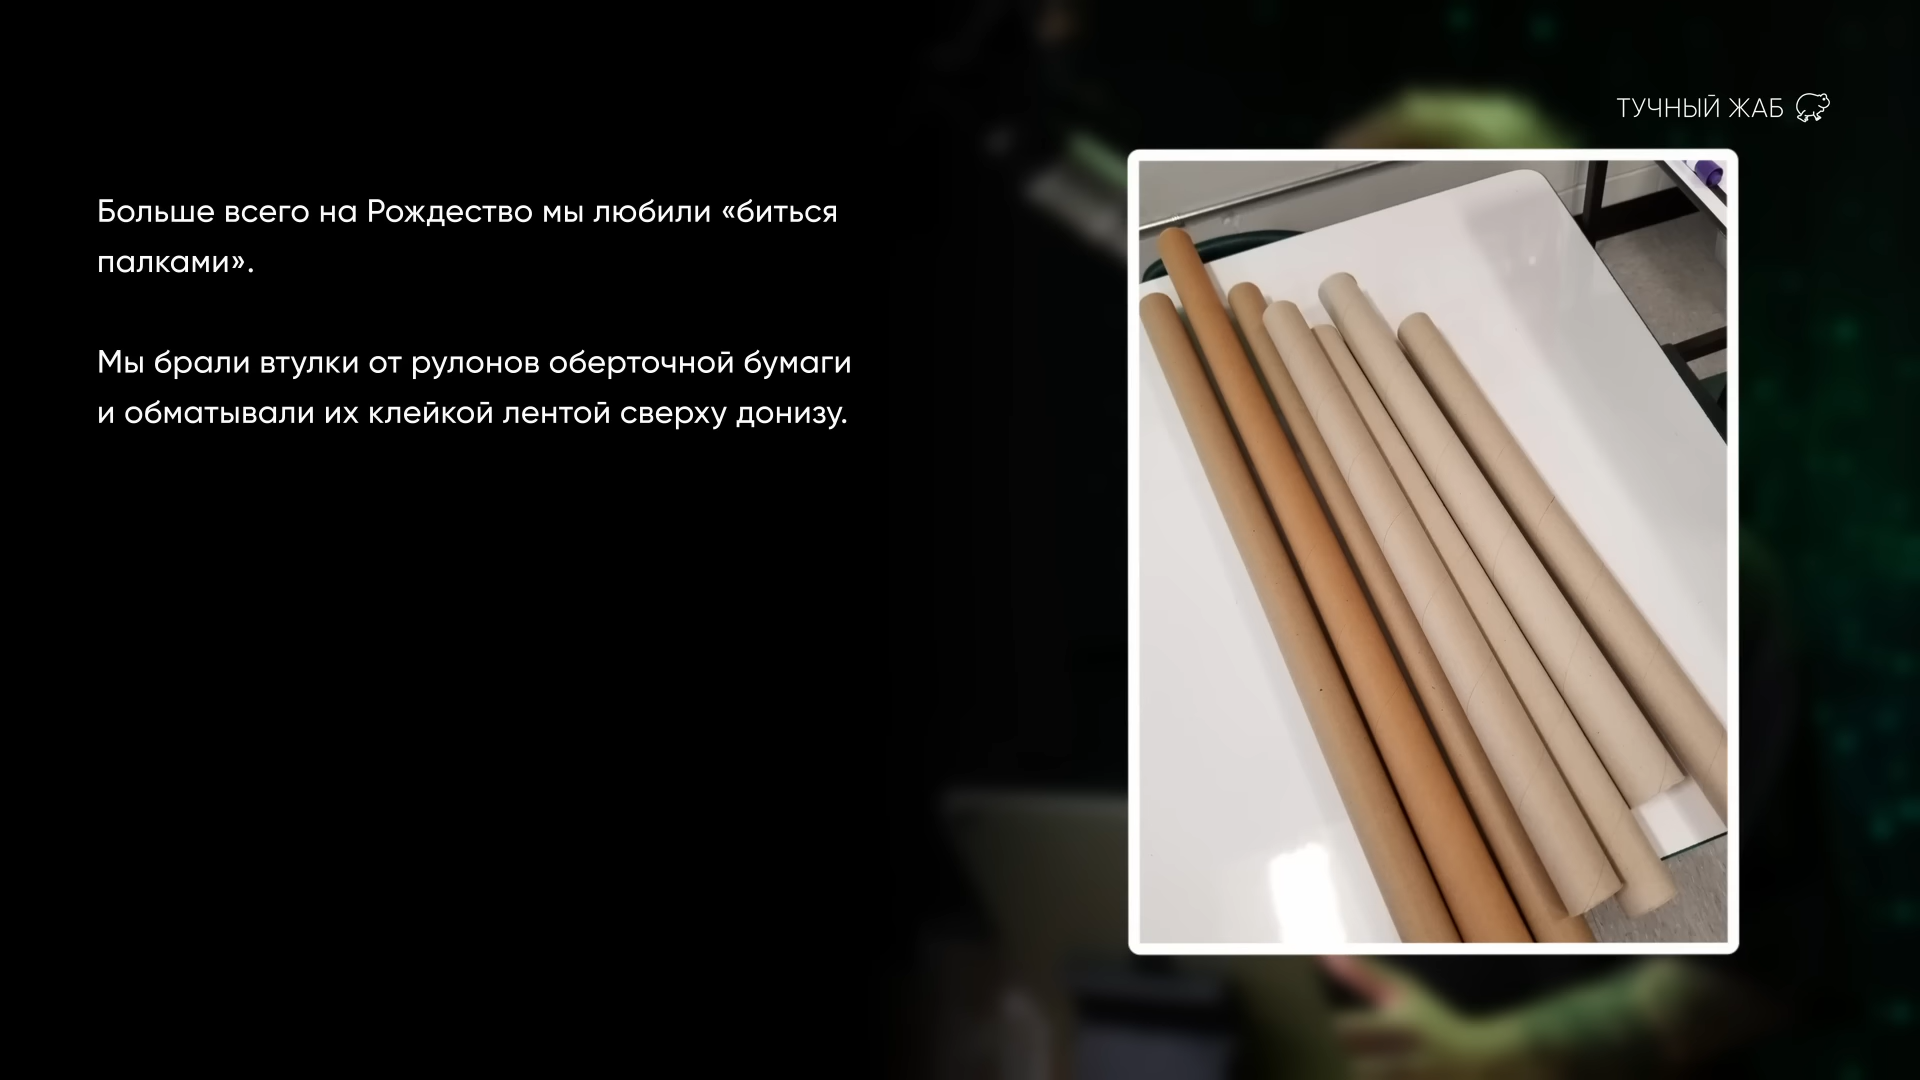 ТУЧНЫЙ ЖАБ
Больше всего на Рождество мы любили «биться
палками».
Мы брали втулки от рулонов оберточной бумаги
и обматывали их клейкой лентой сверху донизу.